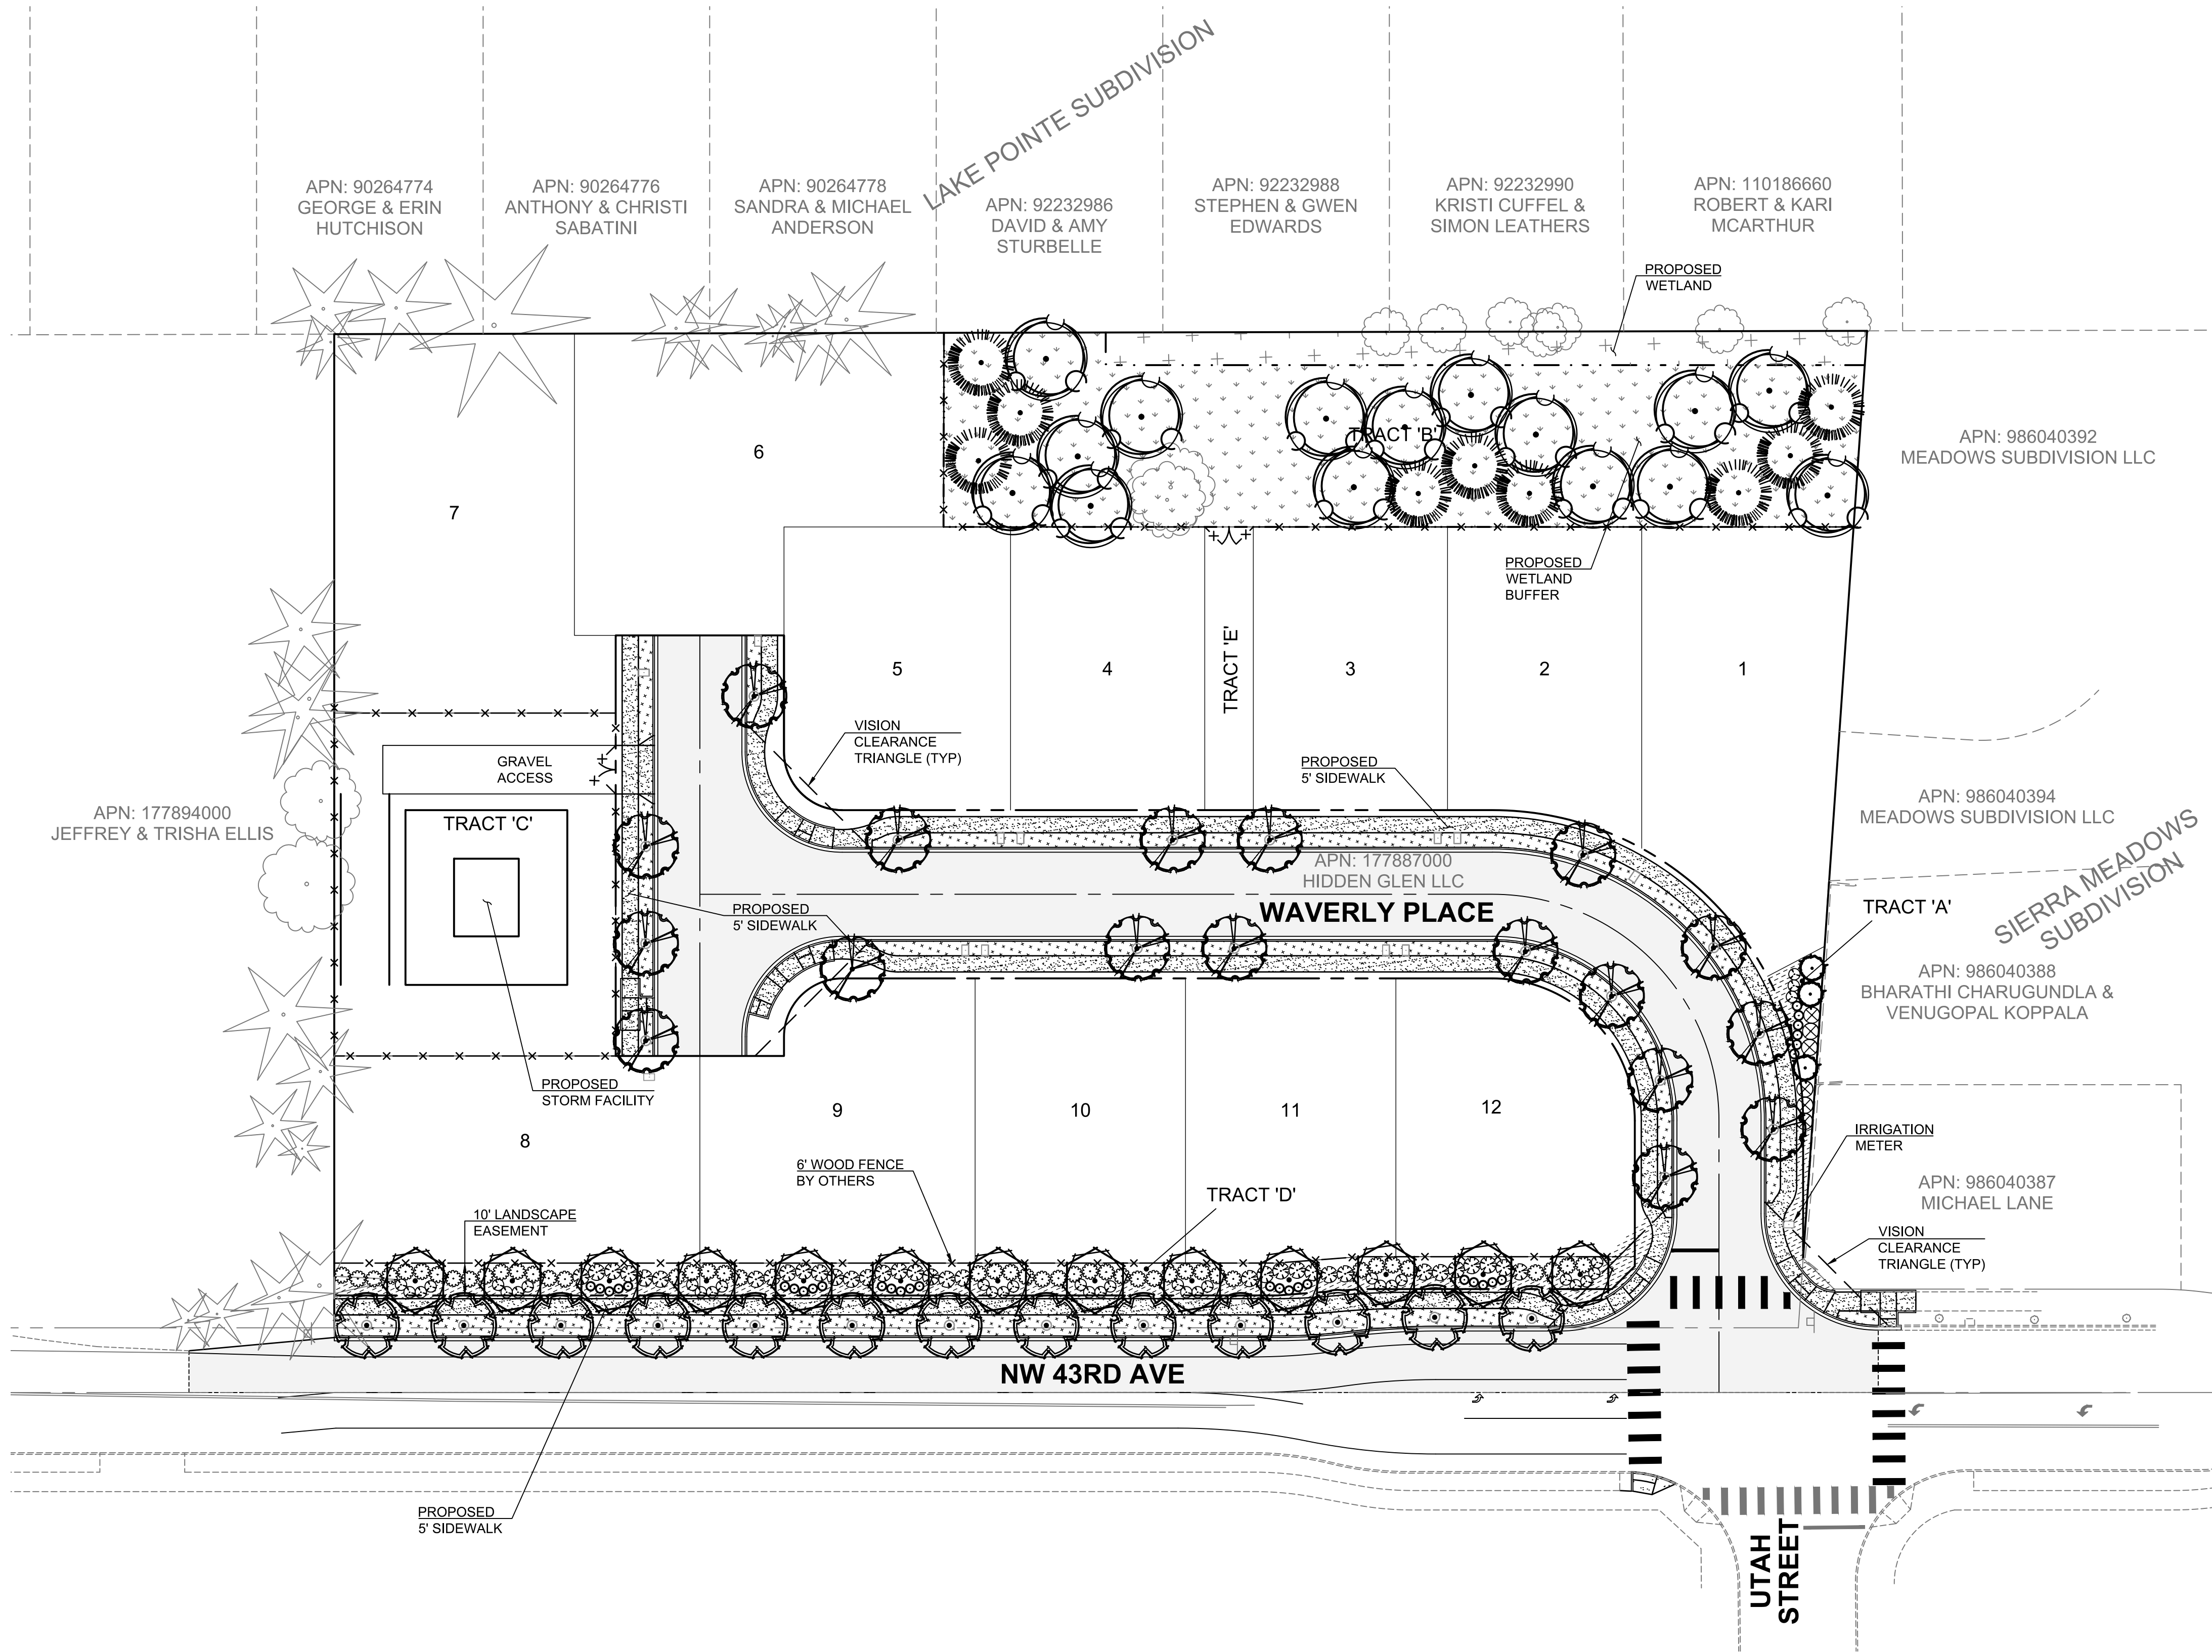 LAKE POINTE SUBDIVISION
APN: 90264774
GEORGE & ERIN
HUTCHISON
APN: 90264776
ANTHONY & CHRISTI
SABATINI
APN: 90264778
SANDRA & MICHAEL
ANDERSON
APN: 92232986
DAVID & AMY
STURBELLE
APN: 92232988
STEPHEN & GWEN
EDWARDS
APN: 92232990
KRISTI CUFFEL &
SIMON LEATHERS
APN: 110186660
ROBERT & KARI
MCARTHUR
PROPOSED
WETLAND
TRACT 'B'
APN: 986040392
MEADOWS SUBDIVISION LLC
6
7
PROPOSED
WETLAND
BUFFER
5
4
TRACT 'E'
3
2
1
VISION
CLEARANCE
TRIANGLE (TYP)
GRAVEL
ACCESS
PROPOSED
5' SIDEWALK
APN: 177894000
JEFFREY & TRISHA ELLIS
TRACT 'C'
APN: 986040394
MEADOWS SUBDIVISION LLC
SIERRA MEADOWS
SUBDIVISION
APN: 177887000
HIDDEN GLEN LLC
WAVERLY PLACE
PROPOSED
5' SIDEWALK
TRACT 'A'
APN: 986040388
BHARATHI CHARUGUNDLA &
VENUGOPAL KOPPALA
PROPOSED
STORM FACILITY
8
9
10
11
12
IRRIGATION
METER
6' WOOD FENCE
BY OTHERS
TRACT 'D'
APN: 986040387
MICHAEL LANE
10' LANDSCAPE
EASEMENT
VISION
CLEARANCE
TRIANGLE (TYP)
NW 43RD AVE
PROPOSED
5' SIDEWALK
UTAH
STREET